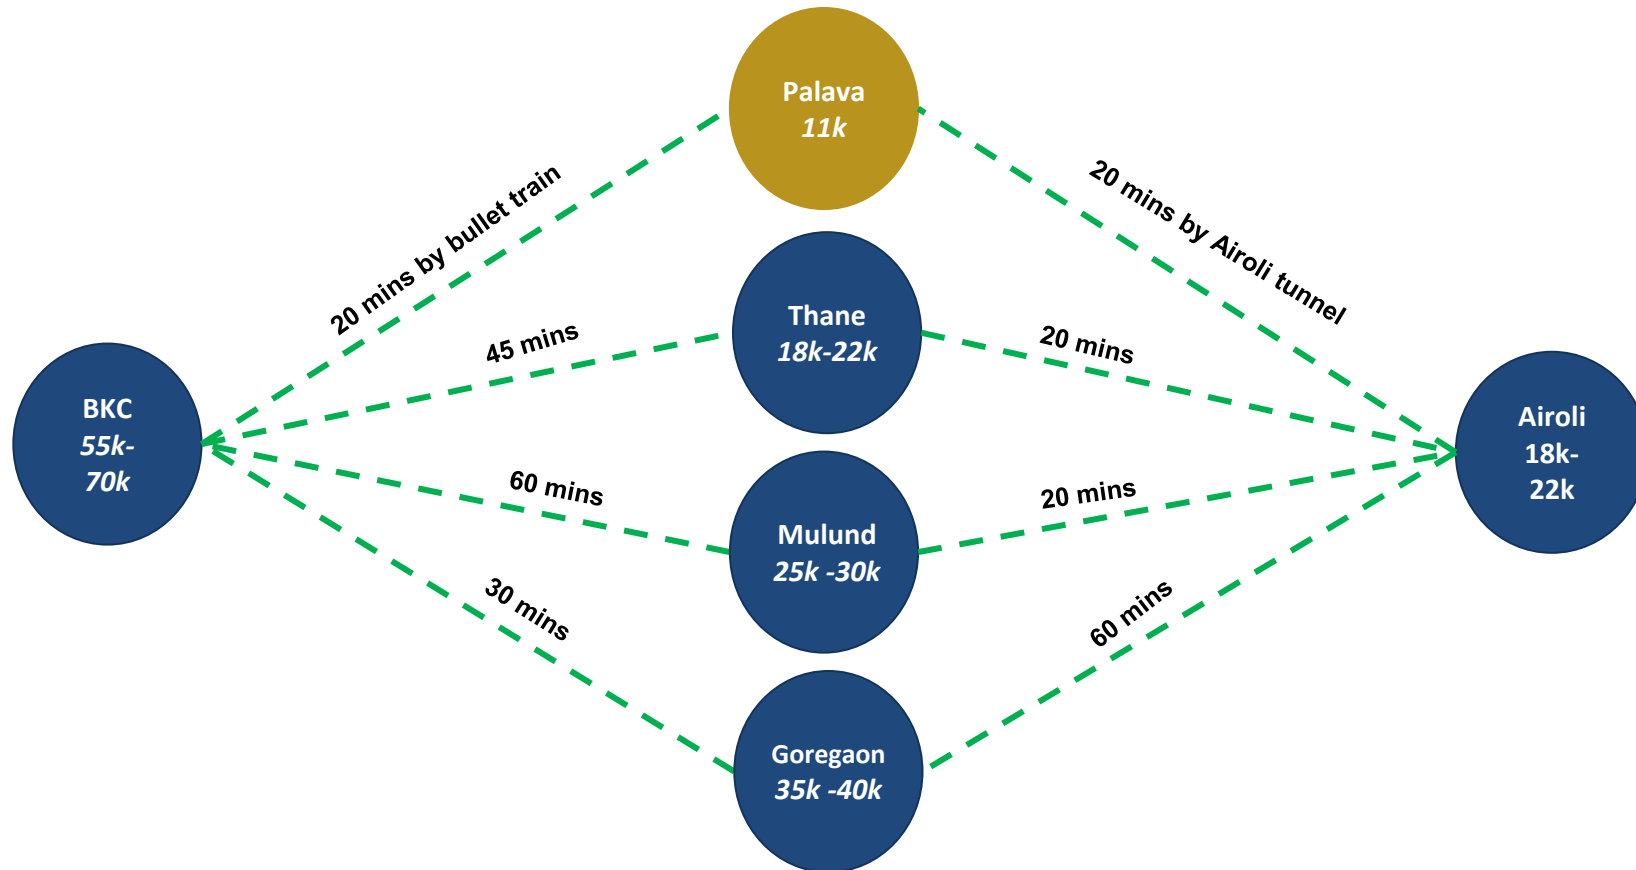 Palava
11k
20 mins by bullet train
20 mins by Airoli tunnel
Thane
18k-22k
45 mins
20 mins
BKC
55k-
70k
Airoli
18k-
22k
60 mins
20 mins
Mulund
25k -30k
30 mins
60 mins
Goregaon
35k -40k